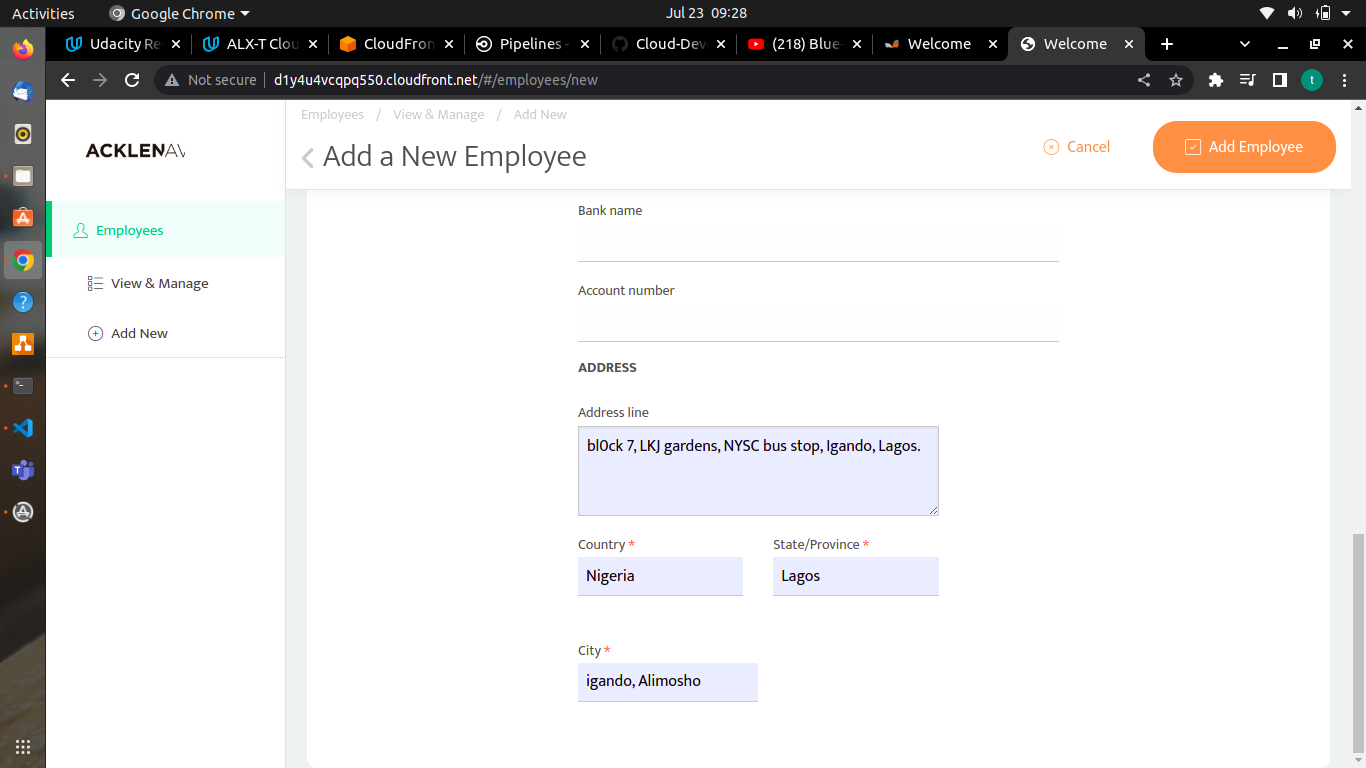 Activities Google Chrome Jul 23 09:28
Udacity Re ALX-T Clou CloudFron Pipelines - Cloud-Dev (218) Blue- Welcome Welcome
Not secure d1y4u4vcqpq550.cloudfront.net/#/employees/new t
ACKLENAV
Employees / View & Manage / Add New
Add a New Employee
Cancel
Add Employee
Employees
View & Manage
Add New
Bank name
Account number
ADDRESS
Address line
bl0ck 7, LKJ gardens, NYSC bus stop, Igando, Lagos.
Country * State/Province *
Nigeria Lagos
City *
igando, Alimosho